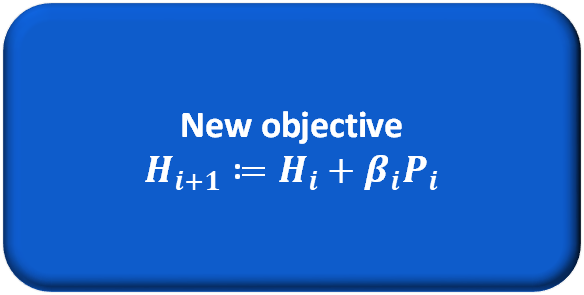 New objective
H_{i+1} ≔ H_i + β_i P_i